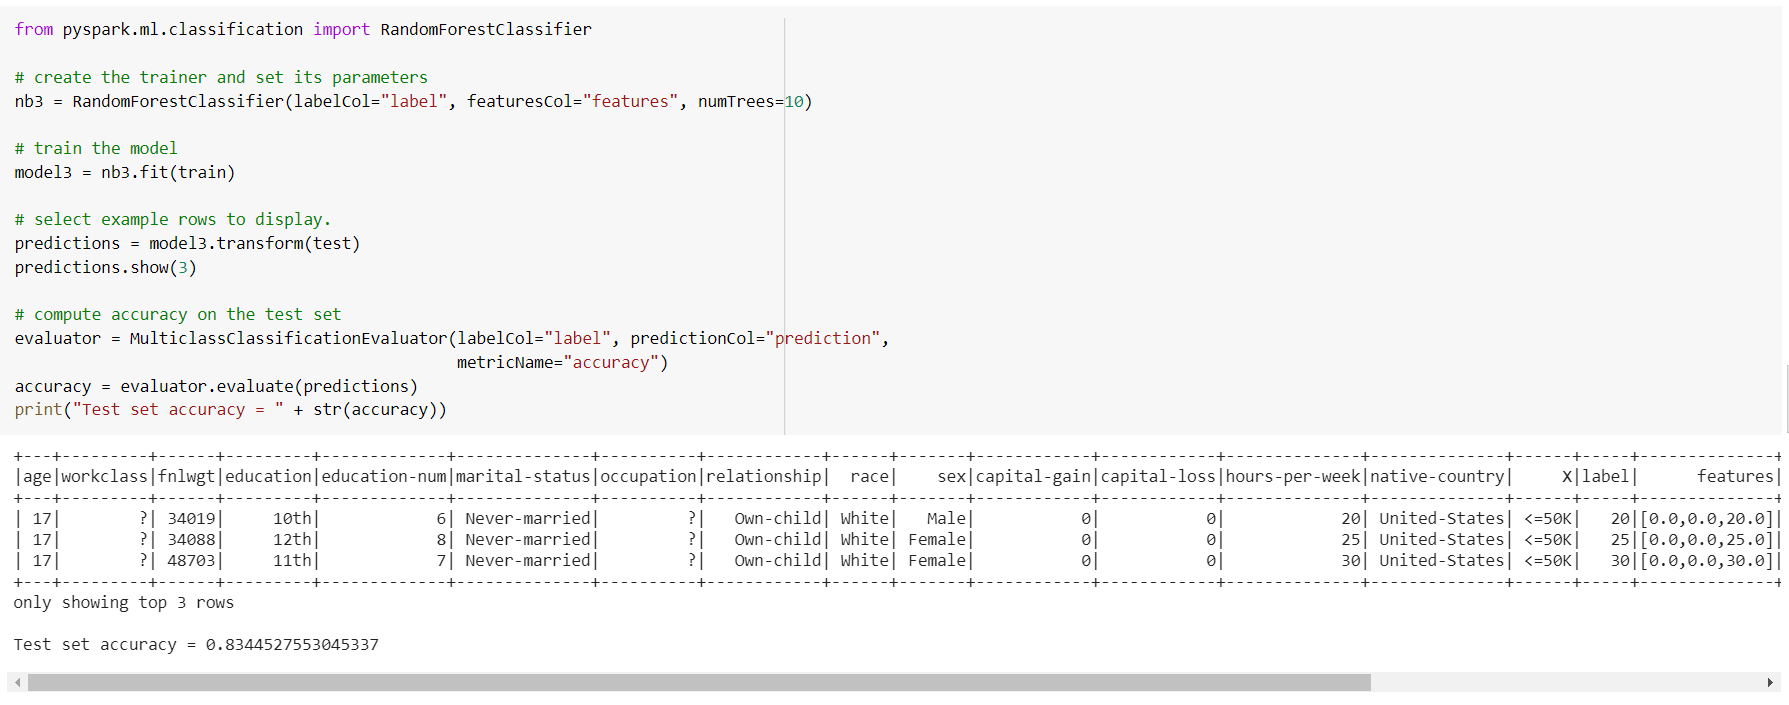 from pyspark.ml.classification import RandomForestClassifier
# create the trainer and set its parameters
nb3 = RandomForestClassifier(labelCol="label", featuresCol="features", numTrees=10)
# train the model
model3 = nb3.fit(train)
# select example rows to display.
predictions = model3.transform(test)
predictions.show(3)
# compute accuracy on the test set
evaluator = MulticlassClassificationEvaluator(labelCol="label", predictionCol="prediction",
metricName="accuracy")
accuracy = evaluator.evaluate(predictions)
print("Test set accuracy = " + str(accuracy))
+---+---------+------+---------+-------------+--------------+----------+------------+-----+------+------------+------------+--------------+--------------+-----+-----+--------------+
|age|workclass|fnlwgt|education|education-num|marital-status|occupation|relationship| race| sex|capital-gain|capital-loss|hours-per-week|native-country| X|label| features|
+---+---------+------+---------+-------------+--------------+----------+------------+-----+------+------------+------------+--------------+--------------+-----+-----+--------------+
| 17| ?| 34019| 10th| 6| Never-married| ?| Own-child| White| Male| 0| 0| 20| United-States| <=50K| 20|[0.0,0.0,20.0]|
| 17| ?| 34088| 12th| 8| Never-married| ?| Own-child| White| Female| 0| 0| 25| United-States| <=50K| 25|[0.0,0.0,25.0]|
| 17| ?| 48703| 11th| 7| Never-married| ?| Own-child| White| Female| 0| 0| 30| United-States| <=50K| 30|[0.0,0.0,30.0]|
+---+---------+------+---------+-------------+--------------+----------+------------+-----+------+------------+------------+--------------+--------------+-----+-----+--------------+
only showing top 3 rows
Test set accuracy = 0.8344527553045337